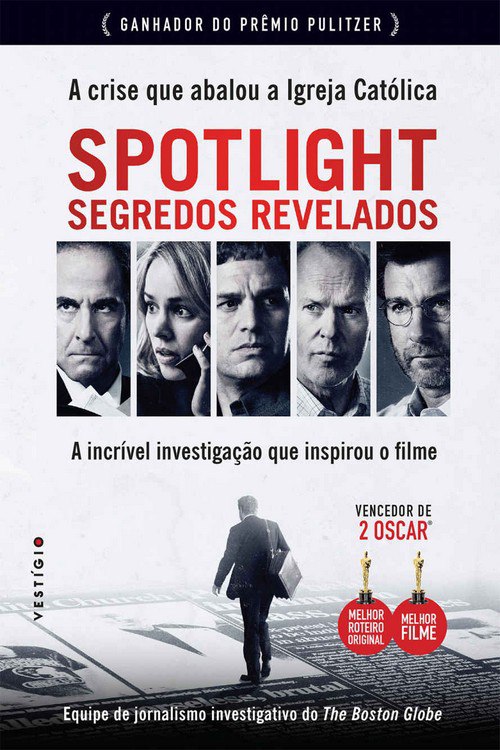 GANHADOR DO PRÊMIO PULITZER
A crise que abalou a Igreja Católica
SPOTLIGHT
SEGREDOS REVELADOS
A incrível investigação que inspirou o filme
VENCEDOR DE
2 OSCAR®
MELHOR
ROTEIRO
ORIGINAL
MELHOR
FILME
VESTÍGIO
Equipe de jornalismo investigativo do The Boston Globe